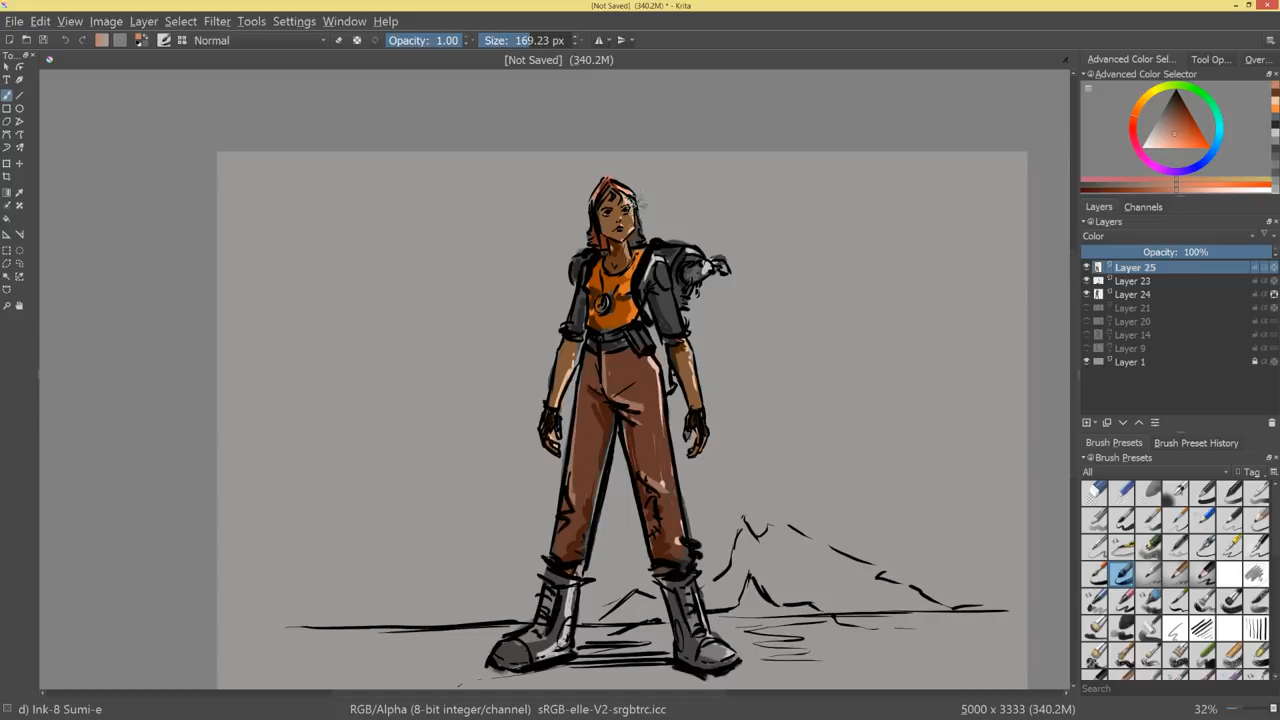 [Not Saved] (340.2M) * - Krita
File Edit View Image Layer Select Filter Tools Settings Window Help
Normal Opacity: 1.00 Size: 169.23 px
To...
[Not Saved] (340.2M)
Advanced Color Sel... Tool Op... Over...
Advanced Color Selector
Layers Channels
Layers
Color
Opacity: 100%
Layer 25
Layer 23
Layer 24
Layer 21
Layer 20
Layer 14
Layer 9
Layer 1
Brush Presets Brush Preset History
Brush Presets
All Tag
Search
d) Ink-8 Sumi-e RGB/Alpha (8-bit integer/channel) sRGB-elle-V2-srgbtrc.icc 5000 x 3333 (340.2M) 32%